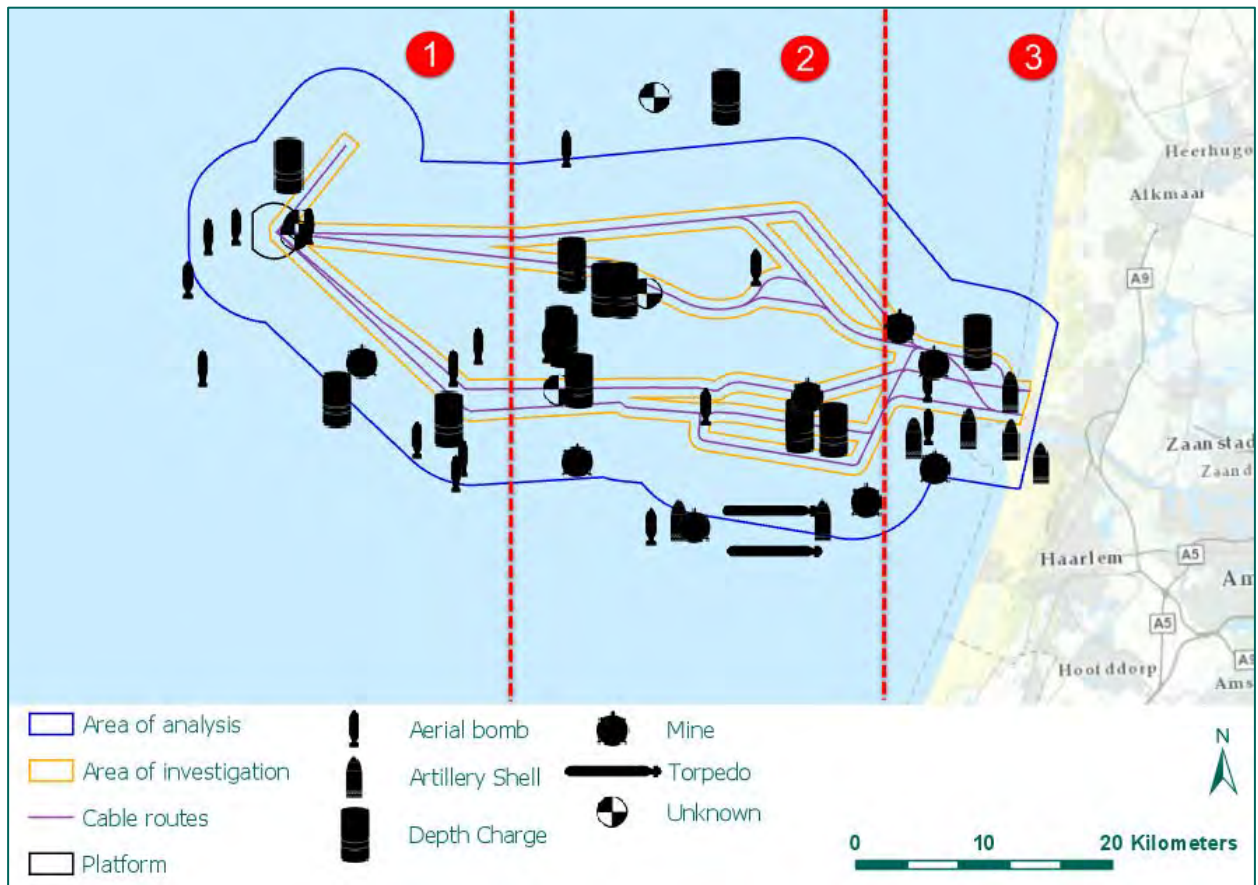 1
2
3
Heerhugo
Alkmaar
A9
Zaanstad
Zaand
Haarlem
A5
Am
A5
A9
Hoofddorp
Ams
Area of analysis
Area of investigation
Cable routes
Platform
Aerial bomb
Artillery Shell
Depth Charge
Mine
Torpedo
Unknown
N
0 10 20 Kilometers